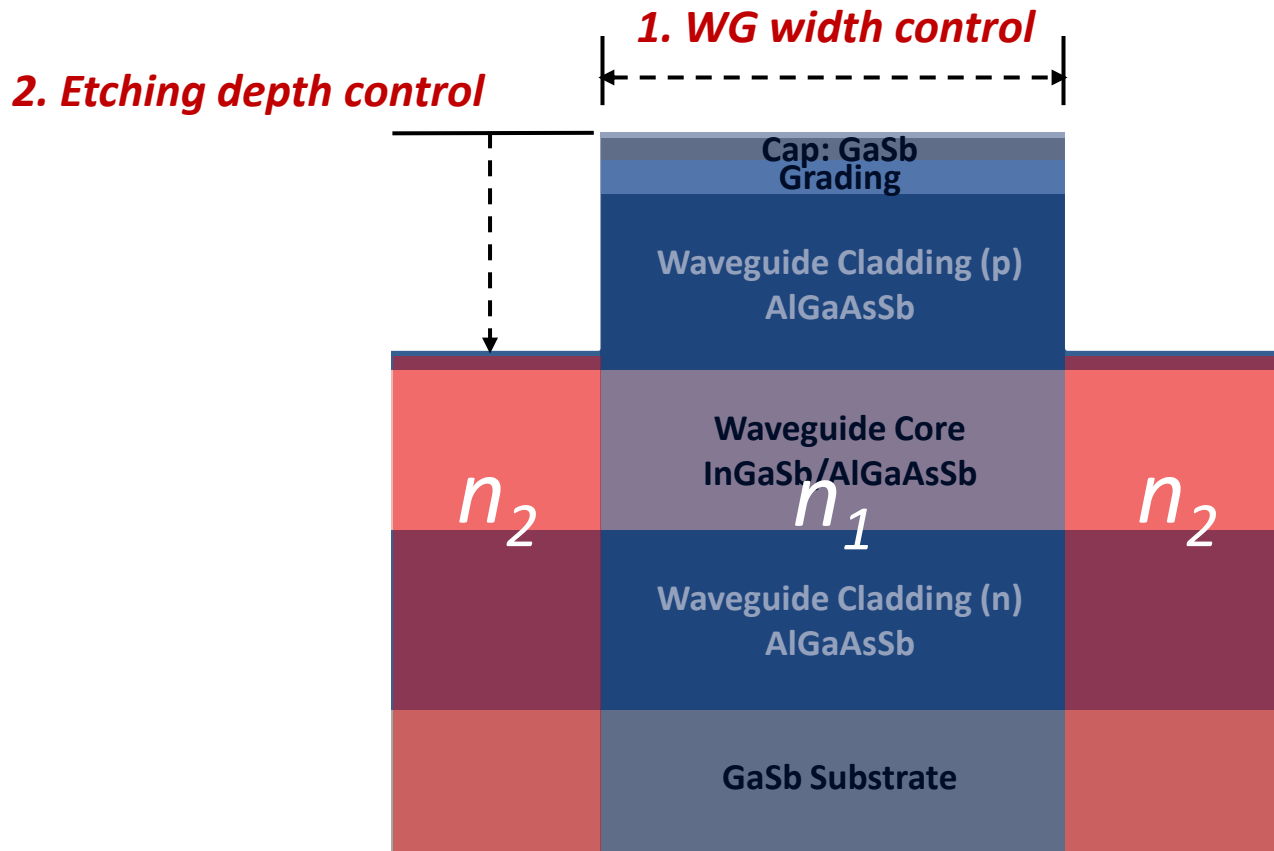 1. WG width control
2. Etching depth control
Cap: GaSb
Grading
Waveguide Cladding (p)
AlGaAsSb
Waveguide Core
InGaSb/AlGaAsSb
n2 n1 n2
Waveguide Cladding (n)
AlGaAsSb
GaSb Substrate